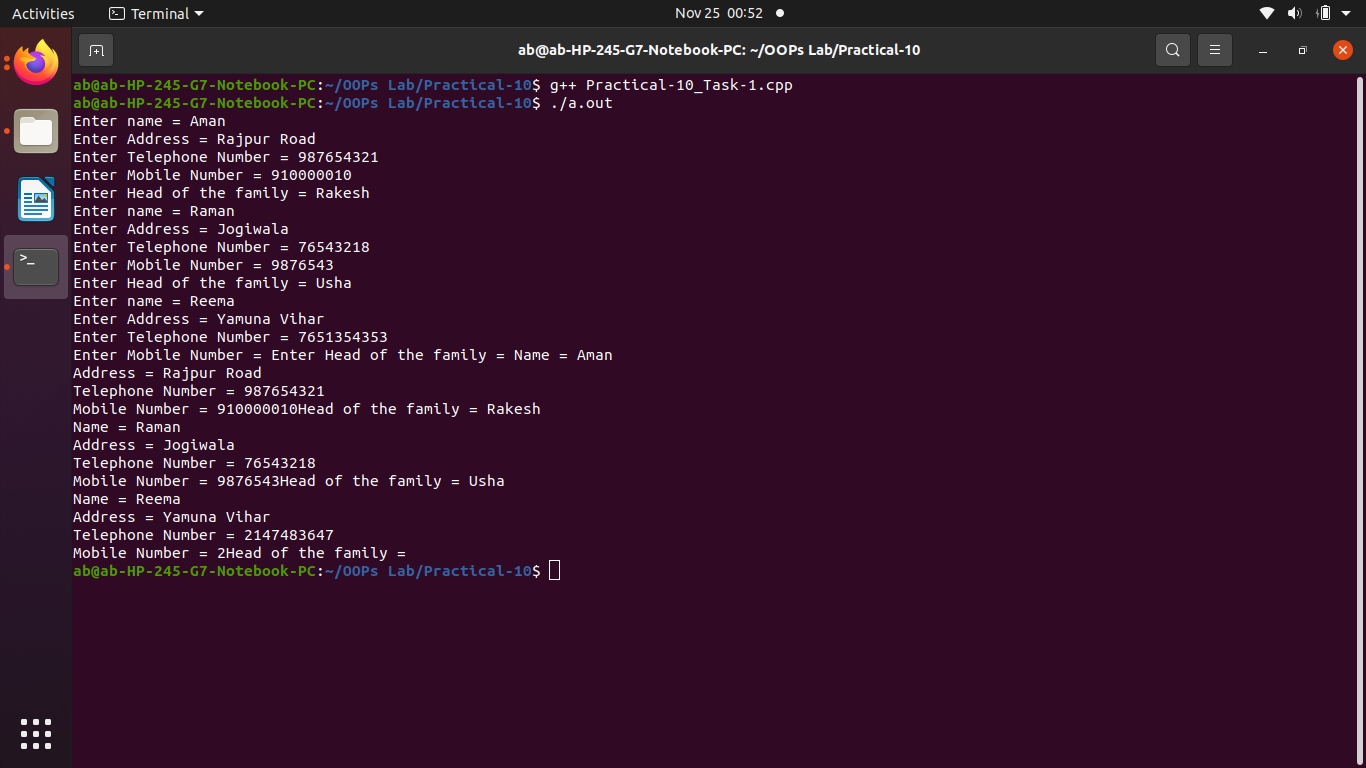 Activities Terminal Nov 25 00:52
ab@ab-HP-245-G7-Notebook-PC: ~/OOPs Lab/Practical-10
ab@ab-HP-245-G7-Notebook-PC:~/OOPs Lab/Practical-10$ g++ Practical-10_Task-1.cpp
ab@ab-HP-245-G7-Notebook-PC:~/OOPs Lab/Practical-10$ ./a.out
Enter name = Aman
Enter Address = Rajpur Road
Enter Telephone Number = 987654321
Enter Mobile Number = 910000010
Enter Head of the family = Rakesh
Enter name = Raman
Enter Address = Jogiwala
Enter Telephone Number = 76543218
Enter Mobile Number = 9876543
Enter Head of the family = Usha
Enter name = Reema
Enter Address = Yamuna Vihar
Enter Telephone Number = 7651354353
Enter Mobile Number = Enter Head of the family = Name = Aman
Address = Rajpur Road
Telephone Number = 987654321
Mobile Number = 910000010Head of the family = Rakesh
Name = Raman
Address = Jogiwala
Telephone Number = 76543218
Mobile Number = 9876543Head of the family = Usha
Name = Reema
Address = Yamuna Vihar
Telephone Number = 2147483647
Mobile Number = 2Head of the family =
ab@ab-HP-245-G7-Notebook-PC:~/OOPs Lab/Practical-10$